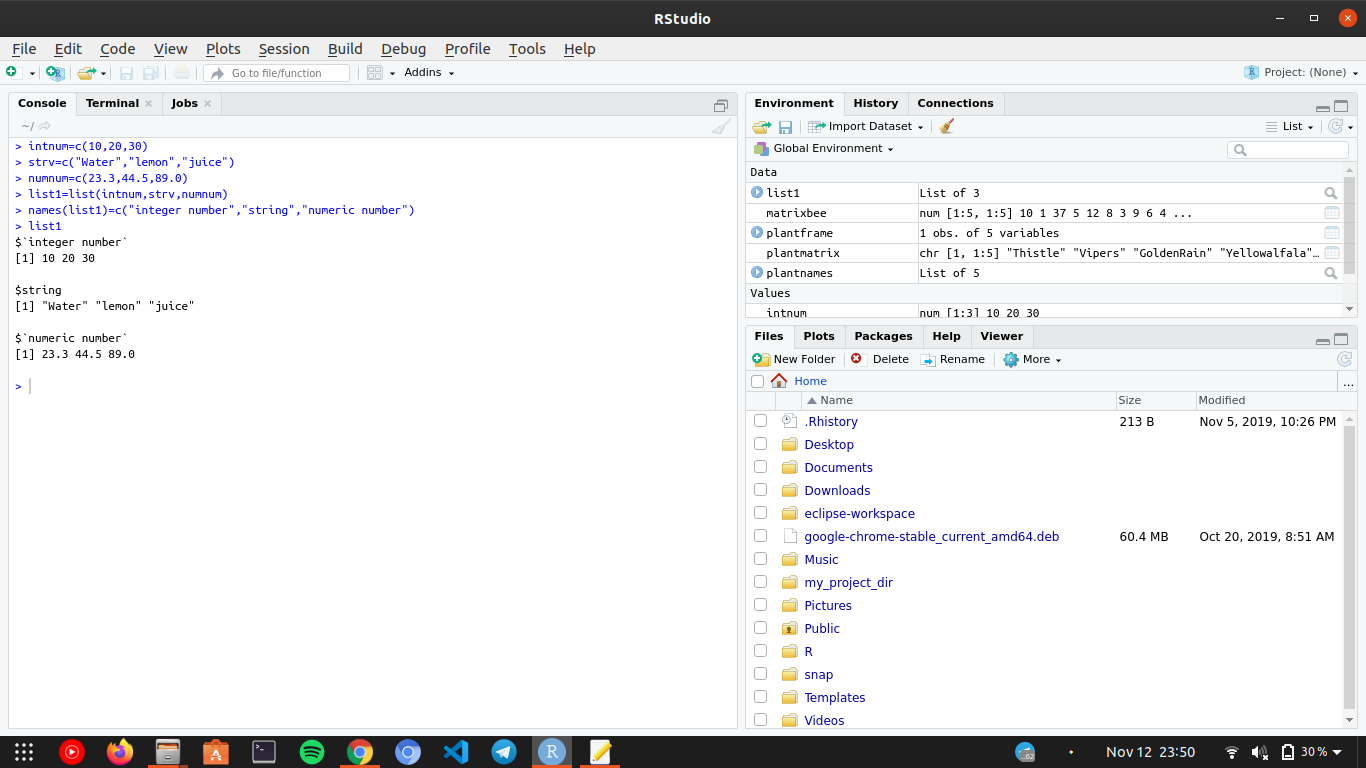 RStudio
File Edit Code View Plots Session Build Debug Profile Tools Help
Go to file/function Addins Project: (None)
Console Terminal Jobs
~/
> intnum=c(10,20,30)
> strv=c("Water","lemon","juice")
> numnum=c(23.3,44.5,89.0)
> list1=list(intnum,strv,numnum)
> names(list1)=c("integer number","string","numeric number")
> list1
$`integer number`
[1] 10 20 30
$string
[1] "Water" "lemon" "juice"
$`numeric number`
[1] 23.3 44.5 89.0
>
Environment History Connections
Import Dataset List
Global Environment
Data
list1 List of 3
matrixbee num [1:5, 1:5] 10 1 37 5 12 8 3 9 6 4 ...
plantframe 1 obs. of 5 variables
plantmatrix chr [1, 1:5] "Thistle" "Vipers" "GoldenRain" "Yellowalfala"…
plantnames List of 5
Values
intnum num [1:3] 10 20 30
Files Plots Packages Help Viewer
New Folder Delete Rename More
Home ...
Name Size Modified
.Rhistory 213 B Nov 5, 2019, 10:26 PM
Desktop
Documents
Downloads
eclipse-workspace
google-chrome-stable_current_amd64.deb 60.4 MB Oct 20, 2019, 8:51 AM
Music
my_project_dir
Pictures
Public
R
snap
Templates
Videos
Nov 12 23:50 30 %